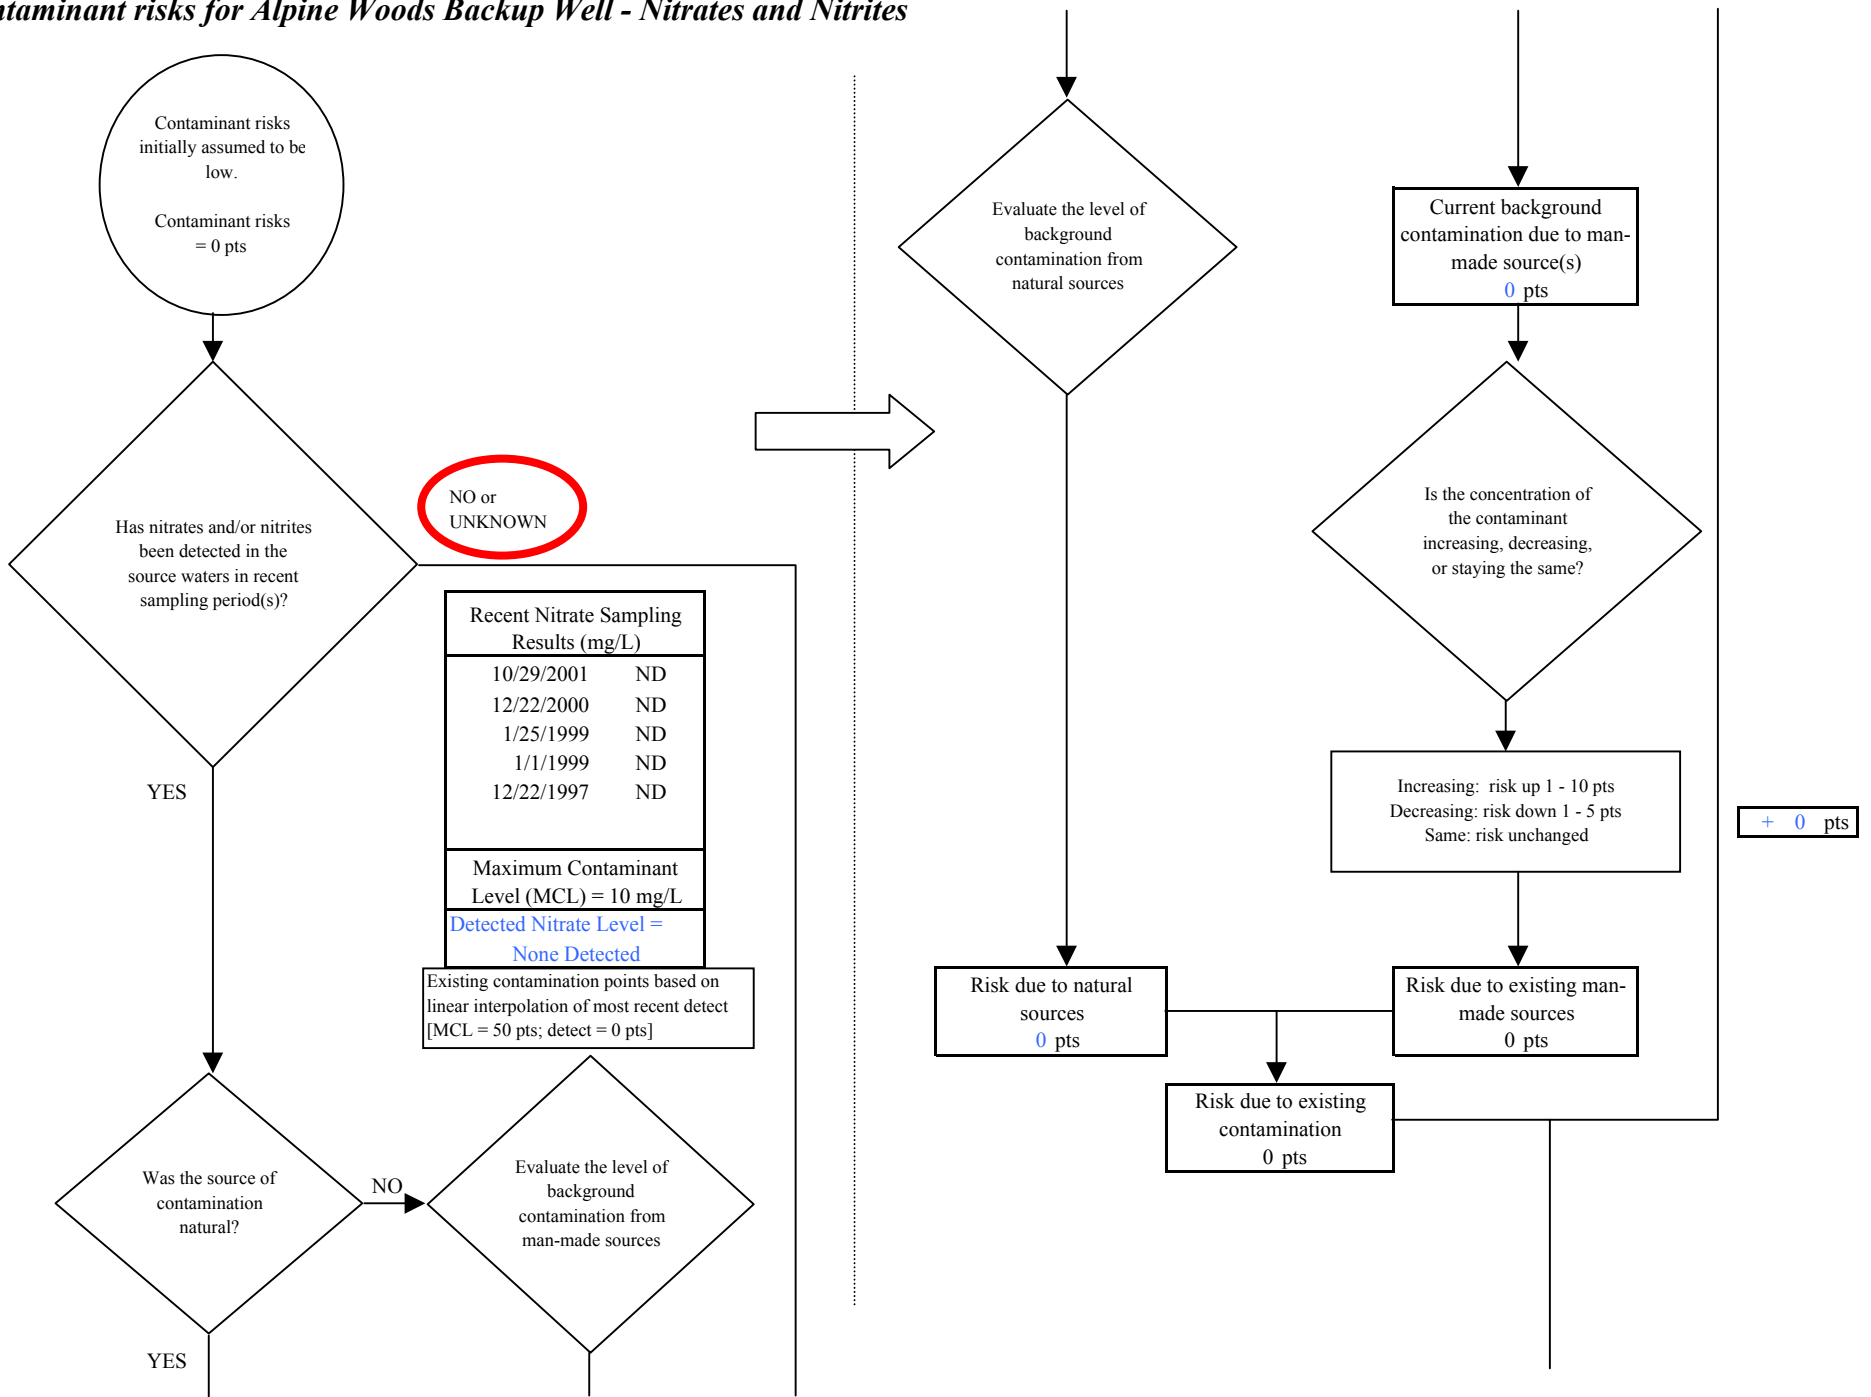 ntaminant risks for Alpine Woods Backup Well - Nitrates and Nitrites
Contaminant risks
initially assumed to be
low.
Contaminant risks
= 0 pts
Has nitrates and/or nitrites
been detected in the
source waters in recent
sampling period(s)?
NO or
UNKNOWN
YES
Recent Nitrate Sampling
Results (mg/L)
10/29/2001 ND
12/22/2000 ND
1/25/1999 ND
1/1/1999 ND
12/22/1997 ND
Maximum Contaminant
Level (MCL) = 10 mg/L
Detected Nitrate Level =
None Detected
Existing contamination points based on
linear interpolation of most recent detect
[MCL = 50 pts; detect = 0 pts]
Was the source of
contamination
natural?
NO
YES
Evaluate the level of
background
contamination from
man-made sources
Evaluate the level of
background
contamination from
natural sources
Current background
contamination due to man-
made source(s)
0 pts
Is the concentration of
the contaminant
increasing, decreasing,
or staying the same?
Increasing: risk up 1 - 10 pts
Decreasing: risk down 1 - 5 pts
Same: risk unchanged
+ 0 pts
Risk due to natural
sources
0 pts
Risk due to existing man-
made sources
0 pts
Risk due to existing
contamination
0 pts